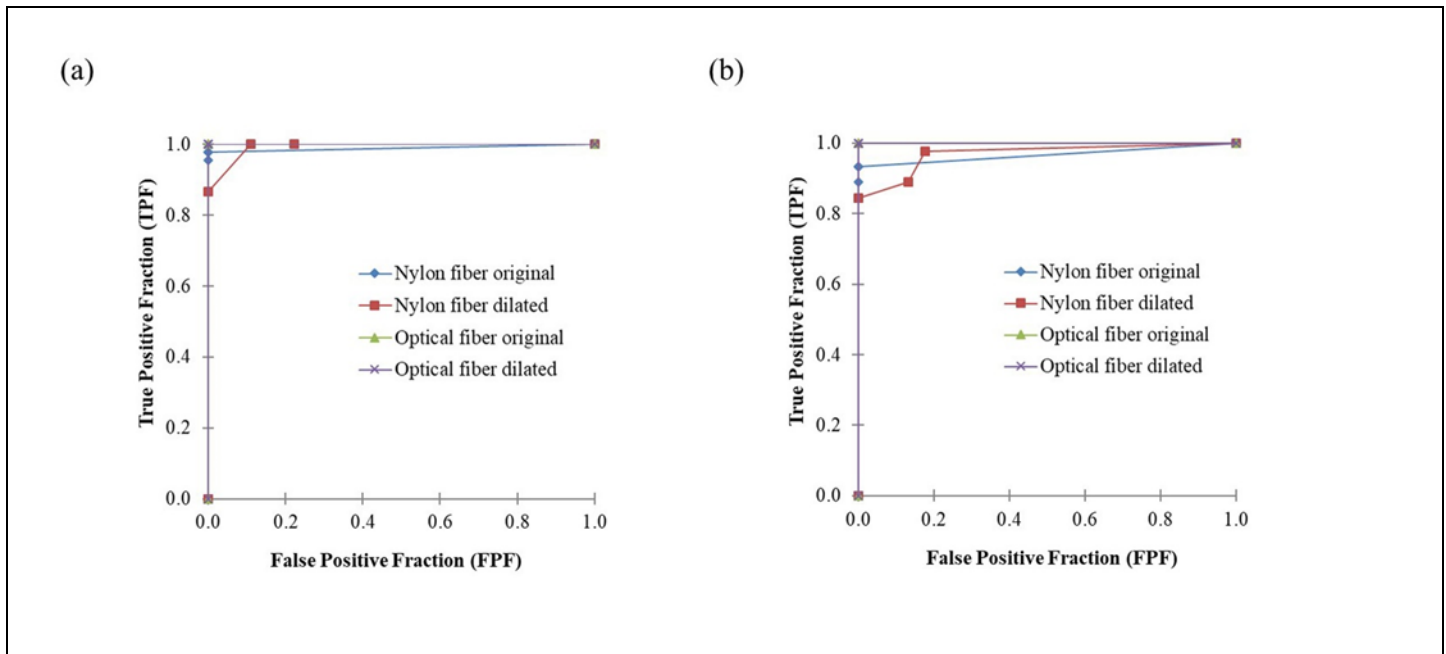 (a)
1.0
0.8
0.6
0.4
0.2
0.0
True Positive Fraction (TPF)
Nylon fiber original
Nylon fiber dilated
Optical fiber original
Optical fiber dilated
0.0 0.2 0.4 0.6 0.8 1.0
False Positive Fraction (FPF)
(b)
1.0
0.8
0.6
0.4
0.2
0.0
True Positive Fraction (TPF)
Nylon fiber original
Nylon fiber dilated
Optical fiber original
Optical fiber dilated
0.0 0.2 0.4 0.6 0.8 1.0
False Positive Fraction (FPF)